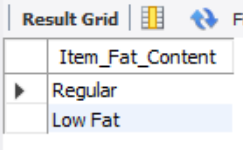 Result Grid
Item_Fat_Content
Regular
Low Fat